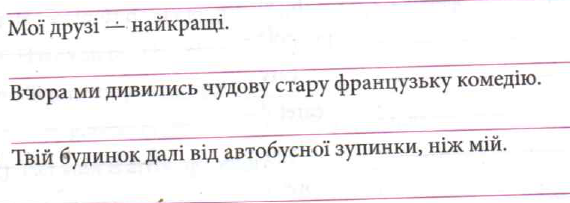 Мої друзі — найкращі.
Вчора ми дивились чудову стару французьку комедію.
Твій будинок далі від автобусної зупинки, ніж мій.